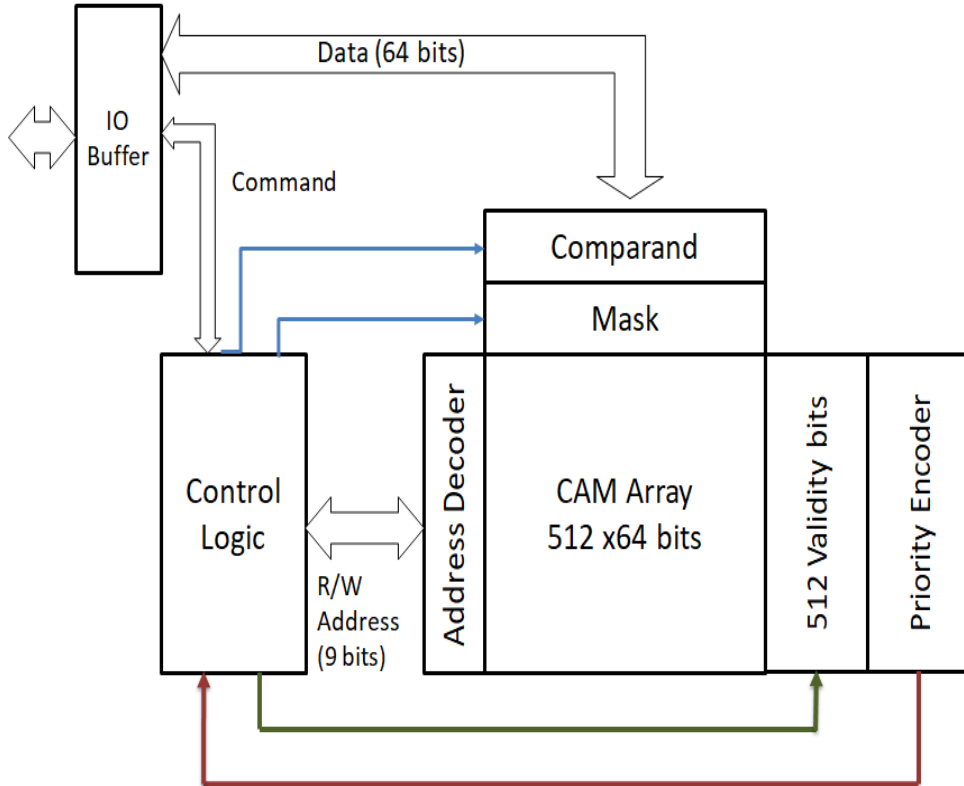 Data (64 bits)
IO
Buffer
Command
Comparand
Mask
Control
Logic
R/W
Address
(9 bits)
Address Decoder
CAM Array
512 x64 bits
512 Validity bits
Priority Encoder